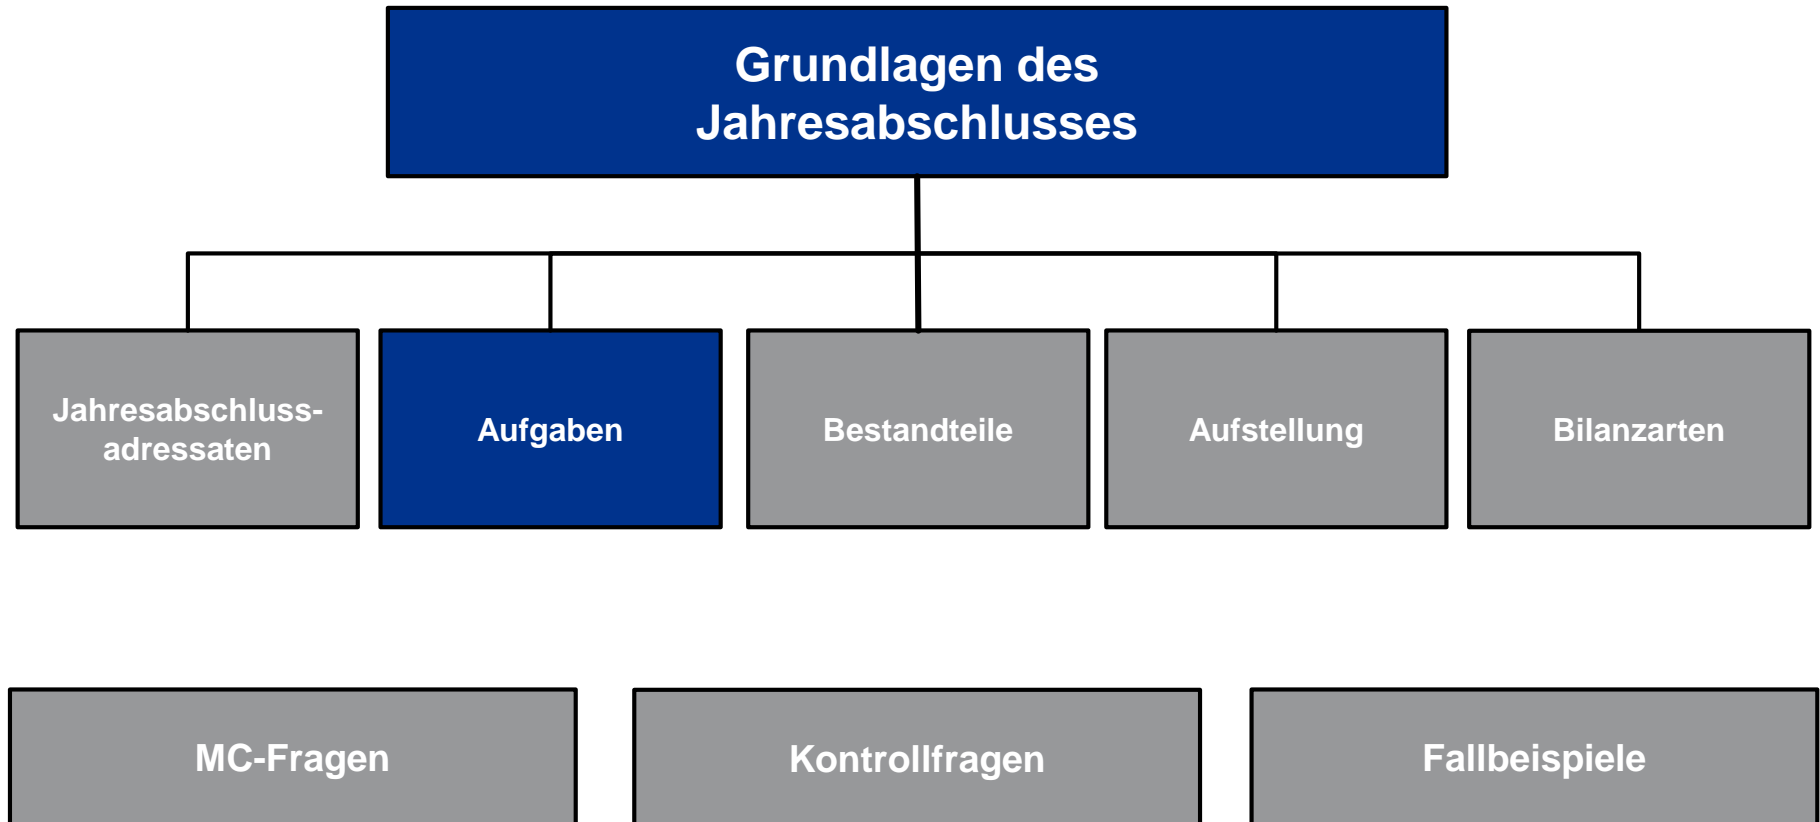 Grundlagen des
Jahresabschlusses
Jahresabschluss-
adressaten
Aufgaben
Bestandteile
Aufstellung
Bilanzarten
MC-Fragen
Kontrollfragen
Fallbeispiele